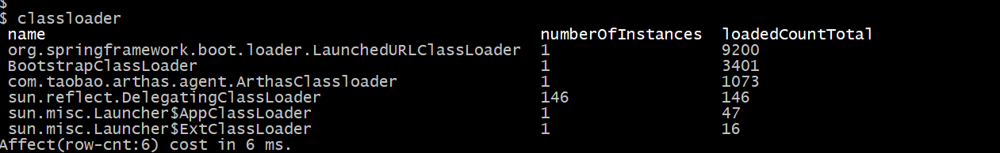 $
$ classloader
name numberOfInstances loadedCountTotal
org.springframework.boot.loader.LaunchedURLClassLoader 1 9200
BootstrapClassLoader 1 3401
com.taobao.arthas.agent.ArthasClassloader 1 1073
sun.reflect.DelegatingClassLoader 146 146
sun.misc.Launcher$AppClassLoader 1 47
sun.misc.Launcher$ExtClassLoader 1 16
Affect(row-cnt:6) cost in 6 ms.